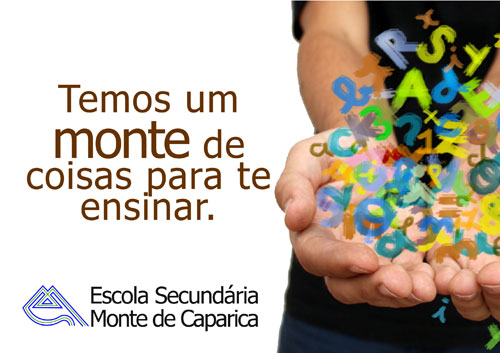 Temos um
monte de
coisas para te
ensinar.
Escola Secundária
Monte de Caparica